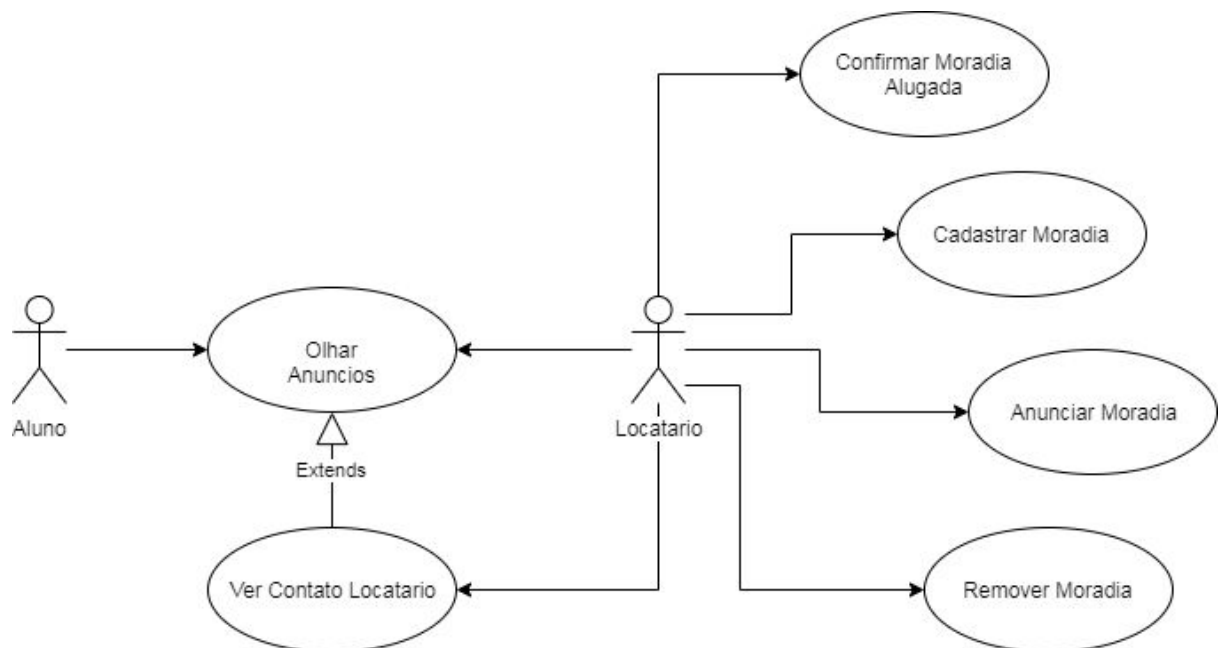 Confirmar Moradia
Alugada
Cadastrar Moradia
Olhar
Anuncios
Aluno
Locatario
Anunciar Moradia
Extends
Ver Contato Locatario
Remover Moradia